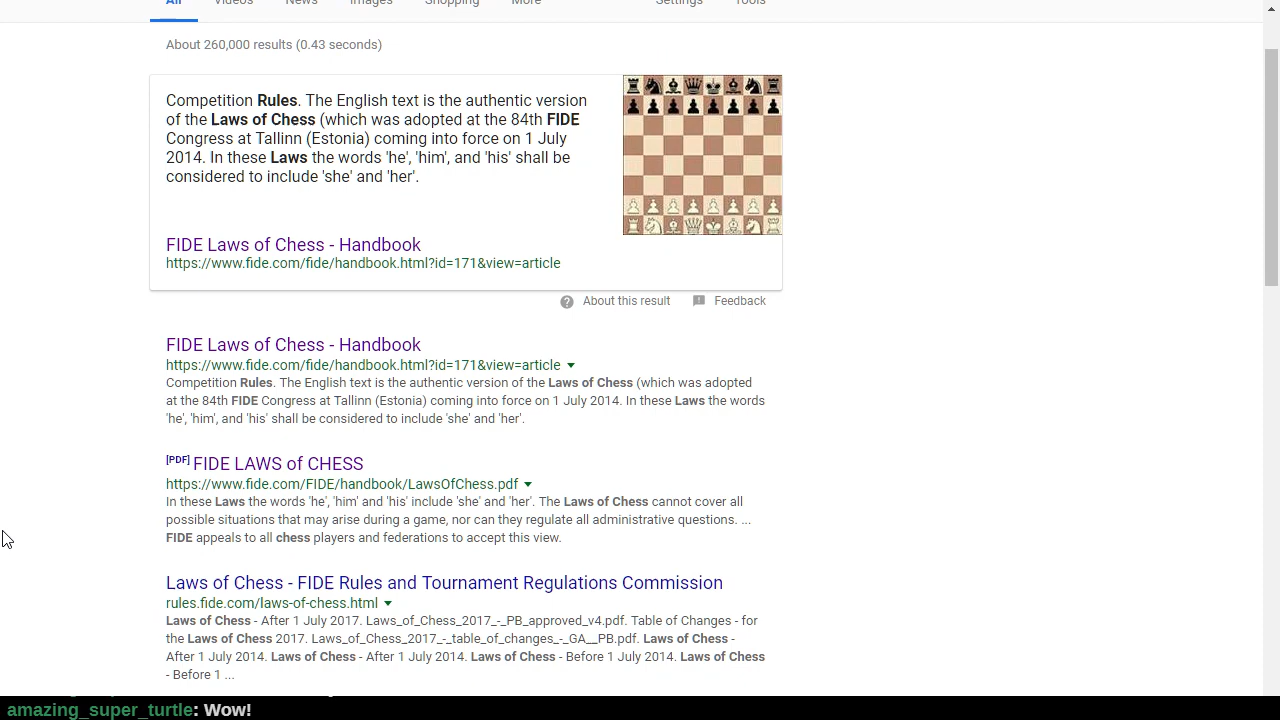 All Videos News Images Shopping More Settings Tools
About 260,000 results (0.43 seconds)
Competition Rules. The English text is the authentic version
of the Laws of Chess (which was adopted at the 84th FIDE
Congress at Tallinn (Estonia) coming into force on 1 July
2014. In these Laws the words 'he', 'him', and 'his' shall be
considered to include 'she' and 'her'.
FIDE Laws of Chess - Handbook
https://www.fide.com/fide/handbook.html?id=171&view=article
About this result Feedback
FIDE Laws of Chess - Handbook
https://www.fide.com/fide/handbook.html?id=171&view=article
Competition Rules. The English text is the authentic version of the Laws of Chess (which was adopted
at the 84th FIDE Congress at Tallinn (Estonia) coming into force on 1 July 2014. In these Laws the words
'he', 'him', and 'his' shall be considered to include 'she' and 'her'.
[PDF] FIDE LAWS of CHESS
https://www.fide.com/FIDE/handbook/LawsOfChess.pdf
In these Laws the words 'he', 'him' and 'his' include 'she' and 'her'. The Laws of Chess cannot cover all
possible situations that may arise during a game, nor can they regulate all administrative questions. ...
FIDE appeals to all chess players and federations to accept this view.
Laws of Chess - FIDE Rules and Tournament Regulations Commission
rules.fide.com/laws-of-chess.html
Laws of Chess - After 1 July 2017. Laws_of_Chess_2017_-_PB_approved_v4.pdf. Table of Changes - for
the Laws of Chess 2017. Laws_of_Chess_2017_-_table_of_changes_-_GA__PB.pdf. Laws of Chess -
After 1 July 2014. Laws of Chess - After 1 July 2014. Laws of Chess - Before 1 July 2014. Laws of Chess
- Before 1 ...
amazing_super_turtle: Wow!